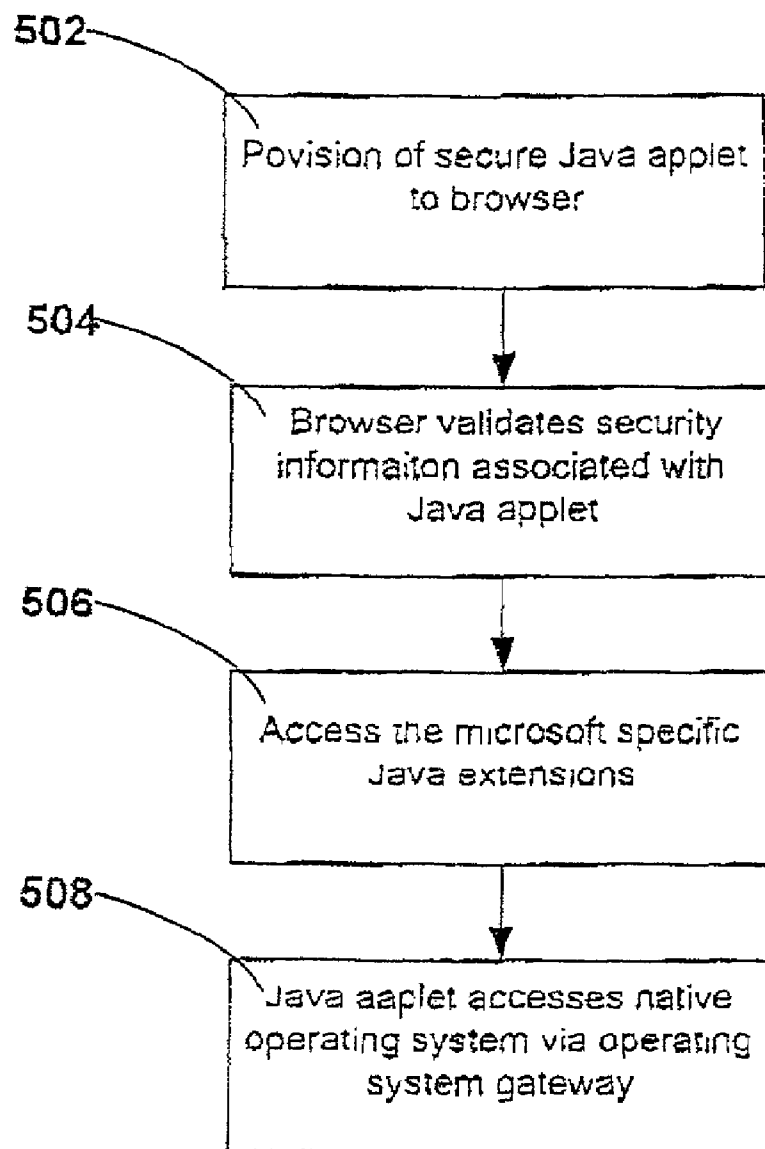 502
Povision of secure Java applet
to browser
504
Browser validates security
informaiton associated with
Java applet
506
Access the microsoft specific
Java extensions
508
Java aaplet accesses native
operating system via operating
system gateway